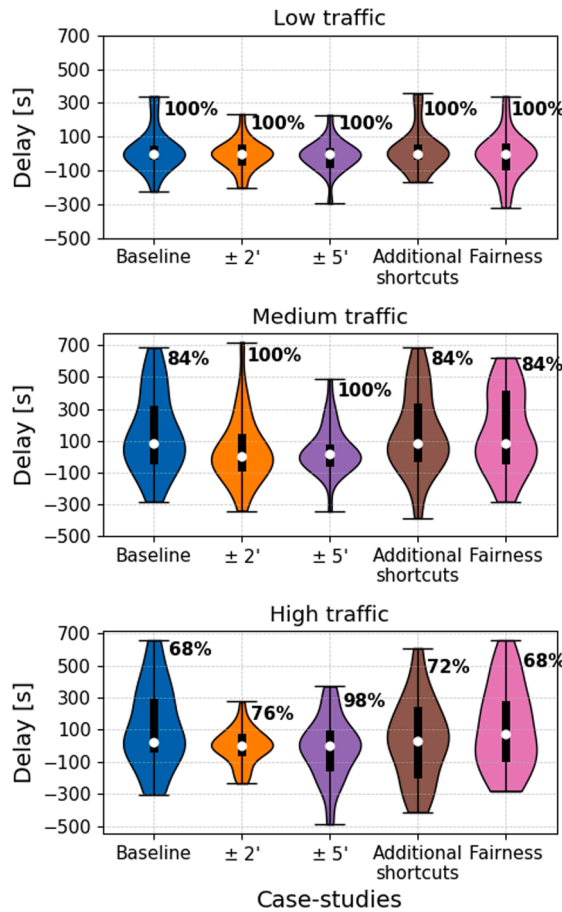 Low traffic
Delay [s]
700
500
300
100
−100
−300
−500
100%
100%
100%
100%
100%
Baseline
± 2'
± 5'
Additional
shortcuts
Fairness
Medium traffic
Delay [s]
700
500
300
100
−100
−300
−500
84%
100%
100%
84%
84%
Baseline
± 2'
± 5'
Additional
shortcuts
Fairness
High traffic
Delay [s]
700
500
300
100
−100
−300
−500
68%
76%
98%
72%
68%
Baseline
± 2'
± 5'
Additional
shortcuts
Fairness
Case-studies